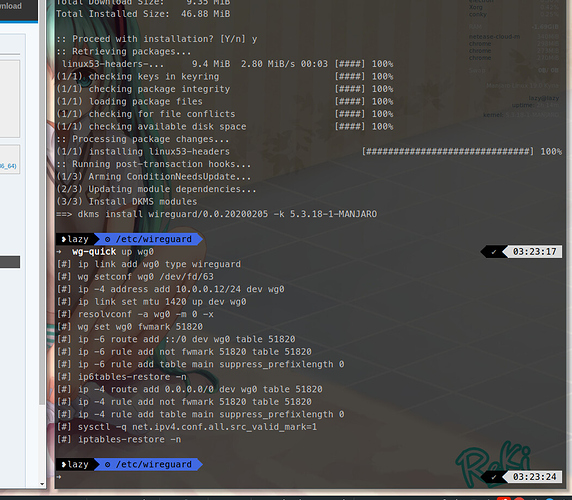 wnload
Total Download Size: 9.35 MiB
Total Installed Size: 46.88 MiB
:: Proceed with installation? [Y/n] y
:: Retrieving packages...
linux53-headers-... 9.4 MiB 2.80 MiB/s 00:03 [####] 100%
(1/1) checking keys in keyring [####] 100%
(1/1) checking package integrity [####] 100%
(1/1) loading package files [####] 100%
(1/1) checking for file conflicts [####] 100%
(1/1) checking available disk space [####] 100%
:: Processing package changes...
(1/1) installing linux53-headers [##############################] 100%
:: Running post-transaction hooks...
(1/3) Arming ConditionNeedsUpdate...
(2/3) Updating module dependencies...
(3/3) Install DKMS modules
==> dkms install wireguard/0.0.20200205 -k 5.3.18-1-MANJARO
lazy /etc/wireguard
→ wg-quick up wg0 ✓ 03:23:17
[#] ip link add wg0 type wireguard
[#] wg setconf wg0 /dev/fd/63
[#] ip -4 address add 10.0.0.12/24 dev wg0
[#] ip link set mtu 1420 up dev wg0
[#] resolvconf -a wg0 -m 0 -x
[#] wg set wg0 fwmark 51820
[#] ip -6 route add ::/0 dev wg0 table 51820
[#] ip -6 rule add not fwmark 51820 table 51820
[#] ip -6 rule add table main suppress_prefixlength 0
[#] ip6tables-restore -n
[#] ip -4 route add 0.0.0.0/0 dev wg0 table 51820
[#] ip -4 rule add not fwmark 51820 table 51820
[#] ip -4 rule add table main suppress_prefixlength 0
[#] sysctl -q net.ipv4.conf.all.src_valid_mark=1
[#] iptables-restore -n
lazy /etc/wireguard
→ ✓ 03:23:24
86_64)
ReKi